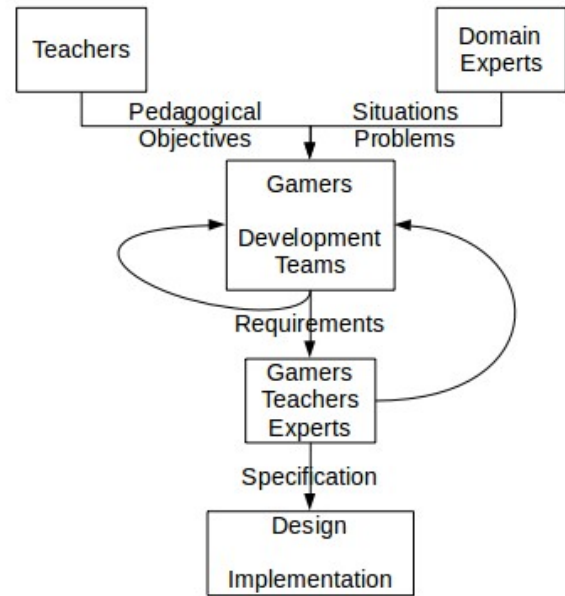 Teachers
Domain
Experts
Pedagogical
Objectives
Situations
Problems
Gamers
Development
Teams
Requirements
Gamers
Teachers
Experts
Specification
Design
Implementation